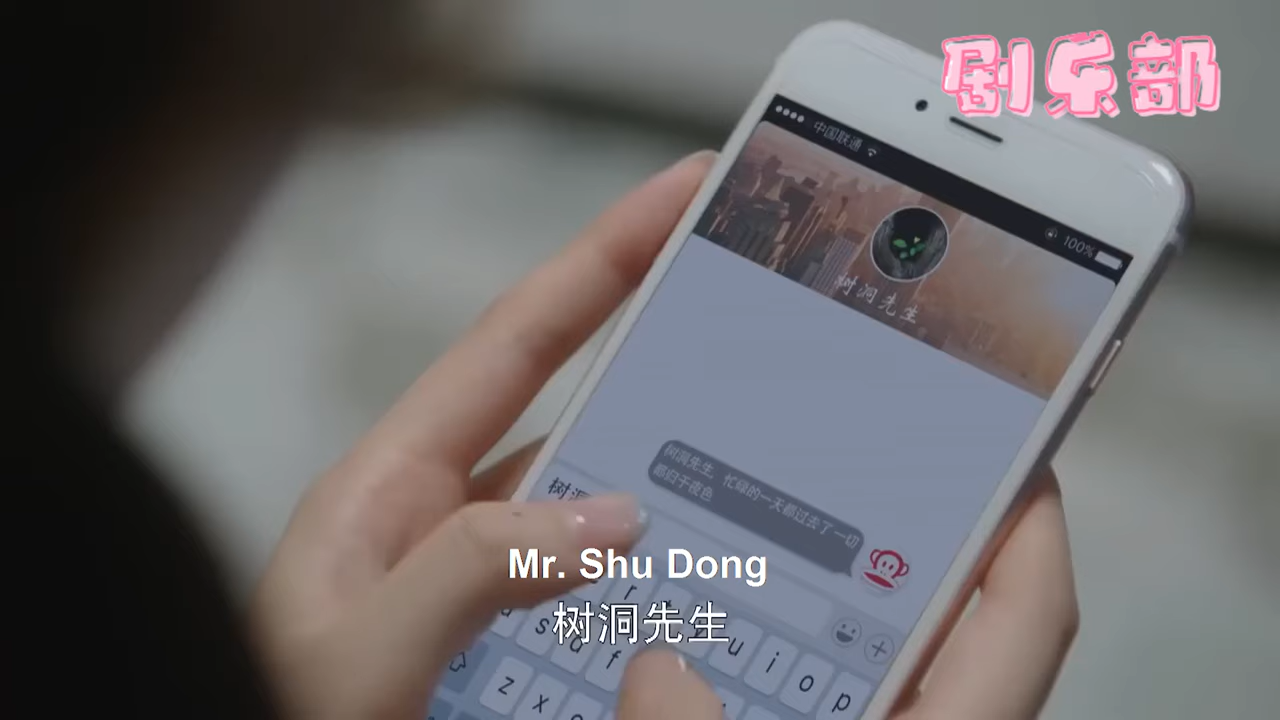 剧乐部
中国联通
100%
树洞先生
树洞先生，忙碌的一天都过去了一切
都归于夜色
树洞
Mr. Shu Dong
树洞先生
r
u
i
o
p
s
d
f
z
x